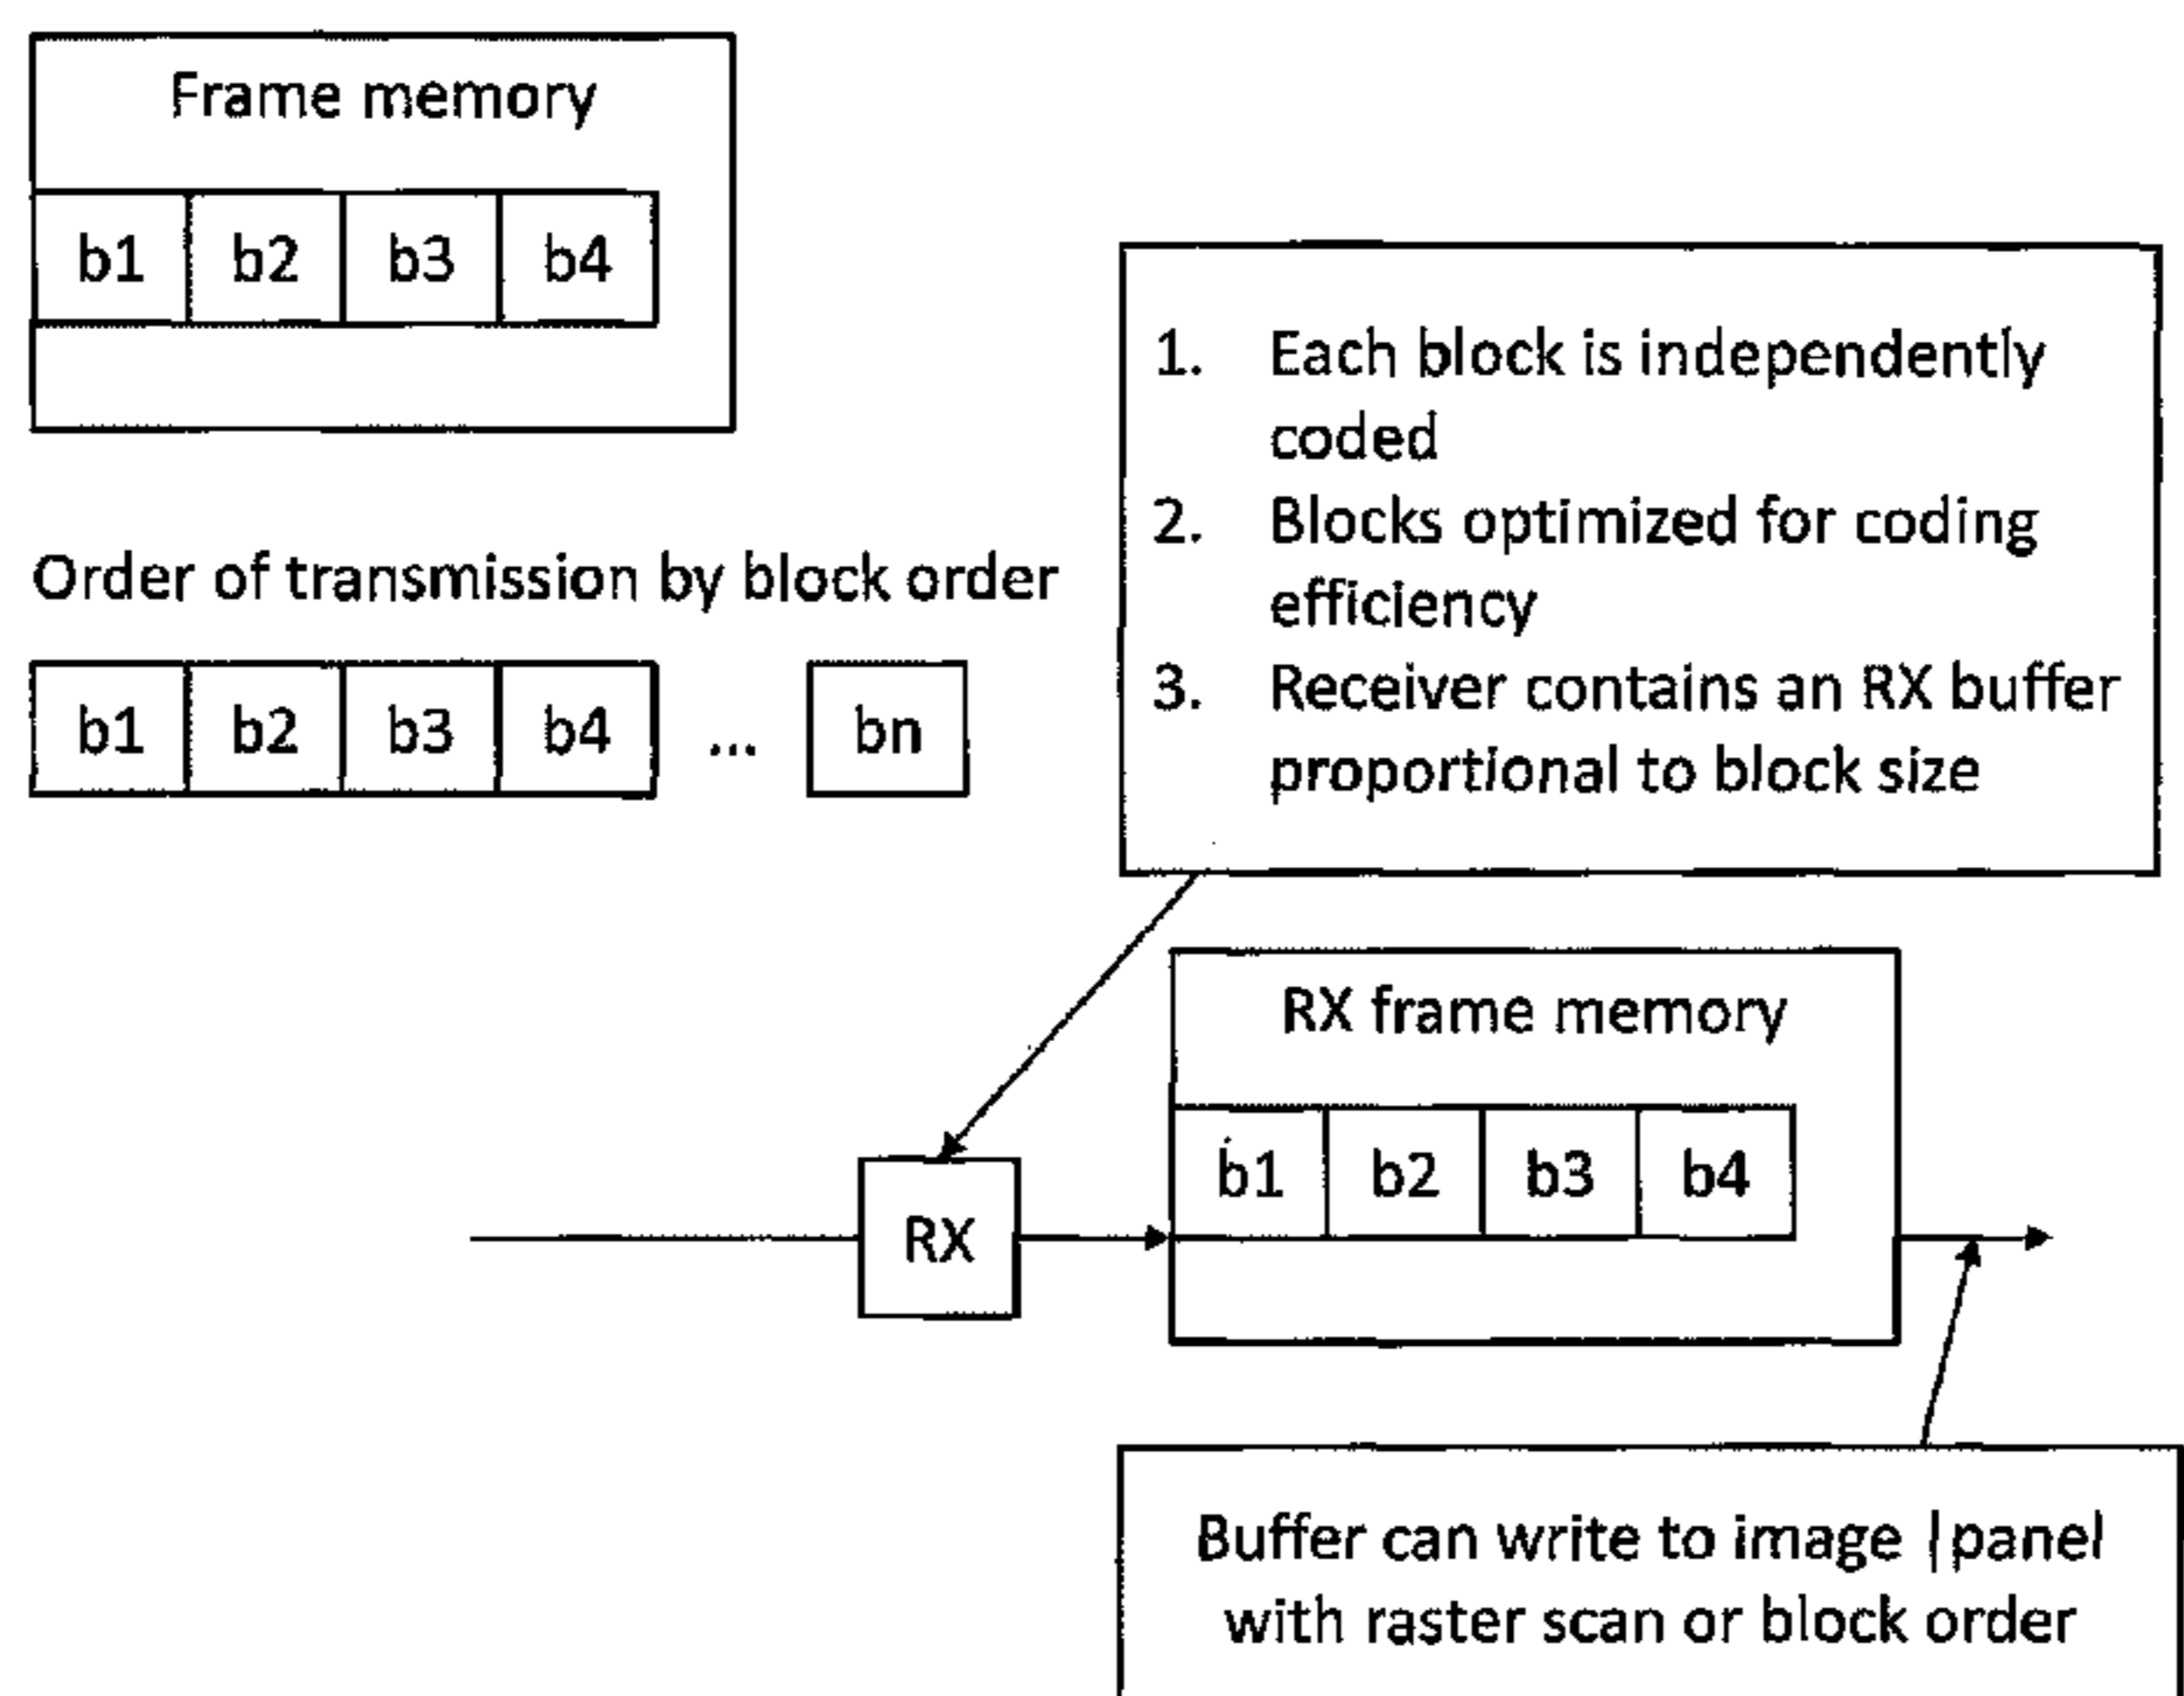 Frame memory
b1 b2 b3 b4
Order of transmission by block order
b1 b2 b3 b4 ... bn
1. Each block is independently
coded
2. Blocks optimized for coding
efficiency
3. Receiver contains an RX buffer
proportional to block size
RX frame memory
b1 b2 b3 b4
RX
Buffer can write to image |panel
with raster scan or block order